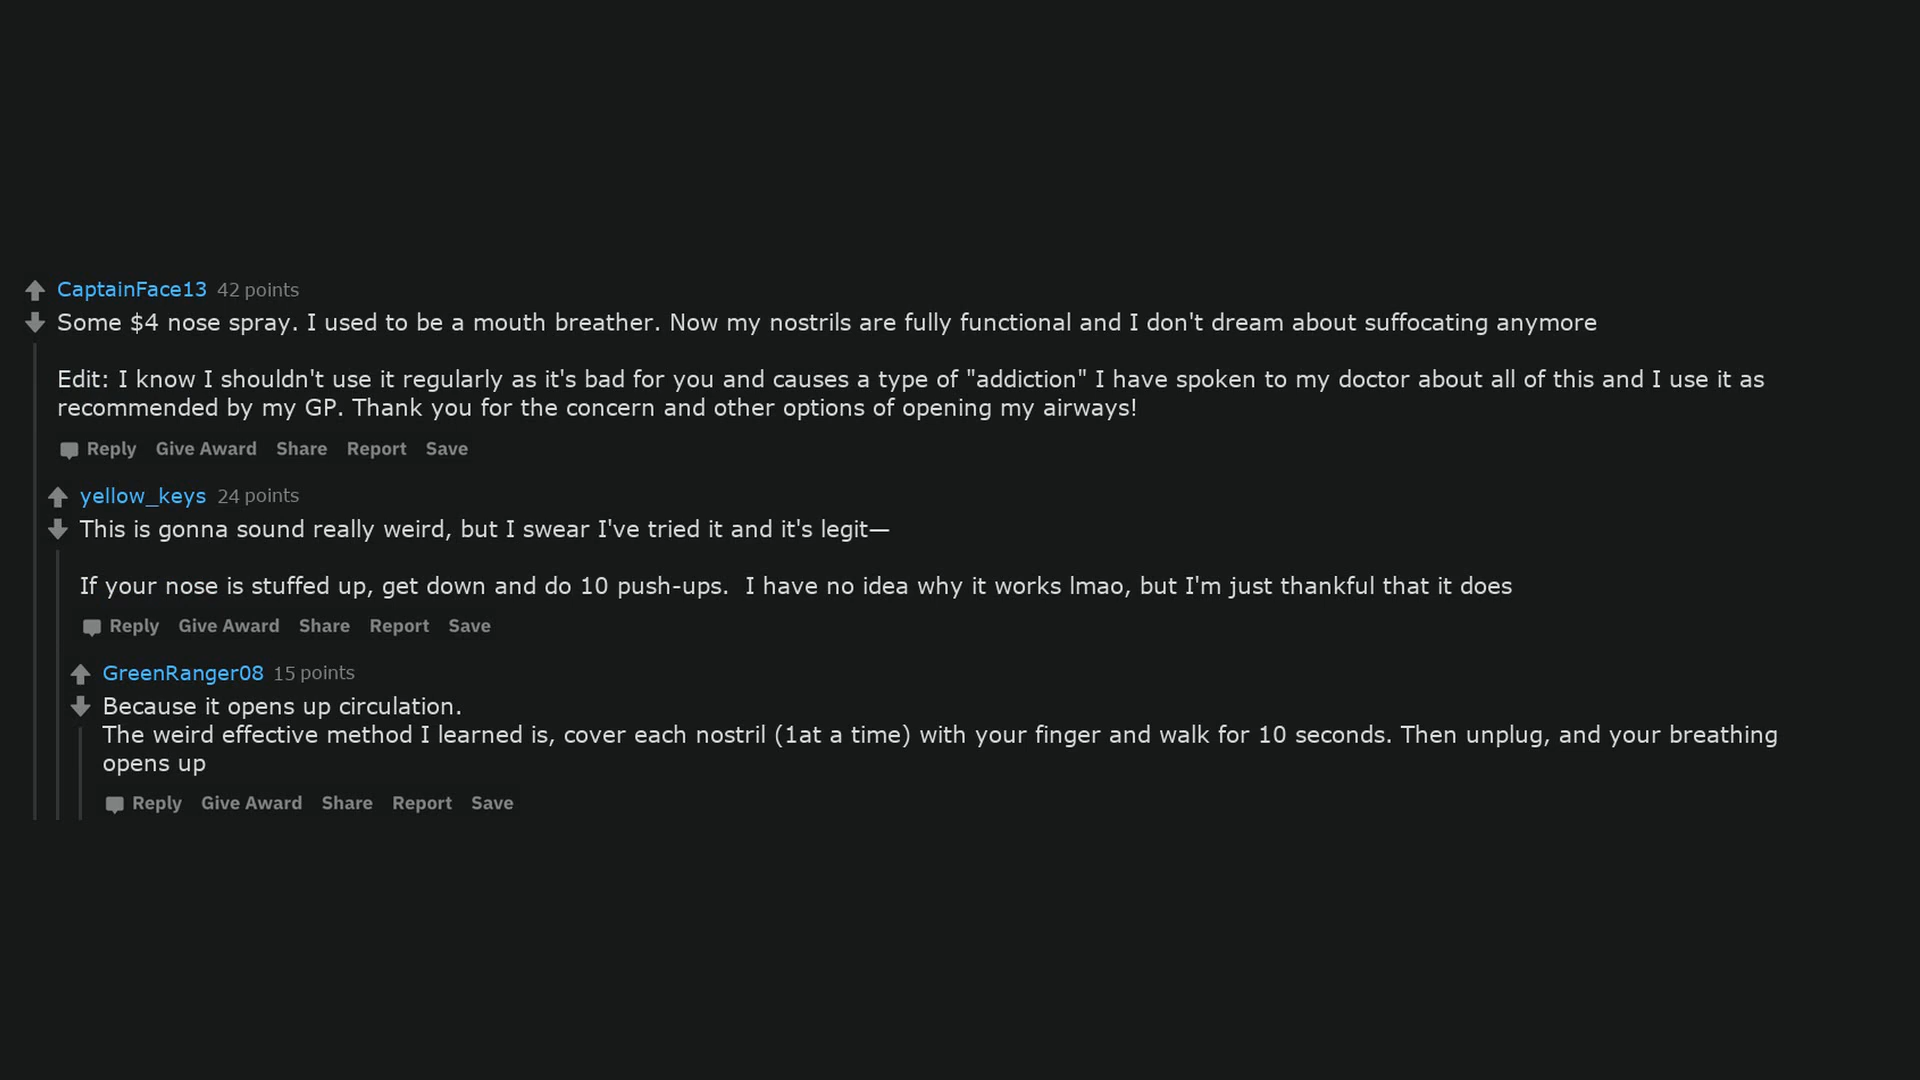 CaptainFace13 42 points
Some $4 nose spray. I used to be a mouth breather. Now my nostrils are fully functional and I don't dream about suffocating anymore
Edit: I know I shouldn't use it regularly as it's bad for you and causes a type of "addiction" I have spoken to my doctor about all of this and I use it as
recommended by my GP. Thank you for the concern and other options of opening my airways!
Reply Give Award Share Report Save
yellow_keys 24 points
This is gonna sound really weird, but I swear I've tried it and it's legit—
If your nose is stuffed up, get down and do 10 push-ups.  I have no idea why it works lmao, but I'm just thankful that it does
Reply Give Award Share Report Save
GreenRanger08 15 points
Because it opens up circulation.
The weird effective method I learned is, cover each nostril (1at a time) with your finger and walk for 10 seconds. Then unplug, and your breathing
opens up
Reply Give Award Share Report Save